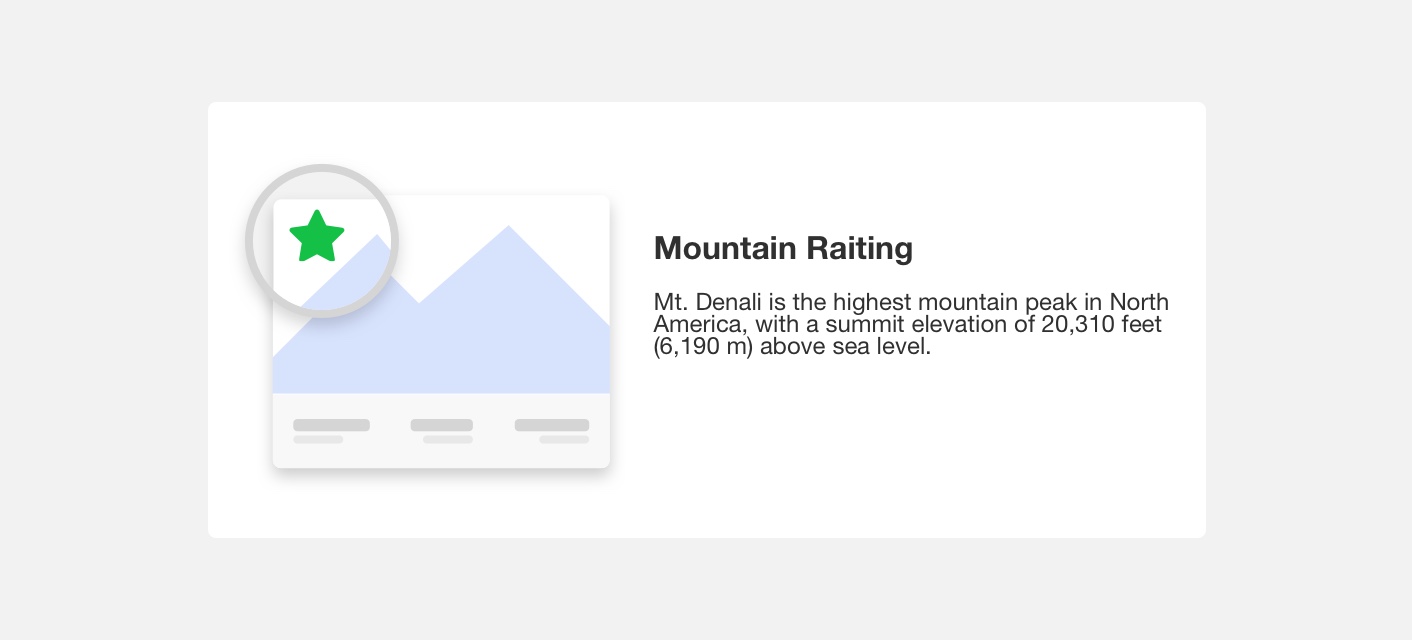 Mountain Raiting
Mt. Denali is the highest mountain peak in North
America, with a summit elevation of 20,310 feet
(6,190 m) above sea level.